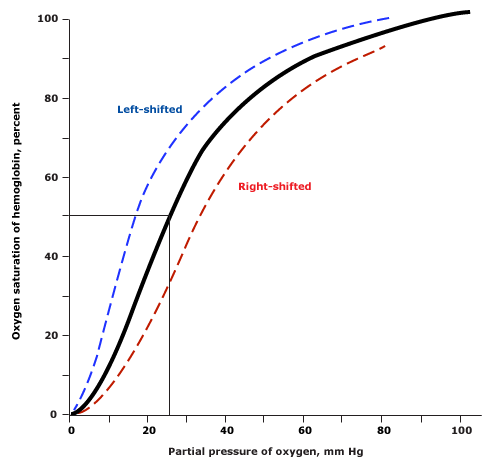 Oxygen saturation of hemoglobin, percent
100
80
60
40
20
0
Left-shifted
Right-shifted
0 20 40 60 80 100
Partial pressure of oxygen, mm Hg